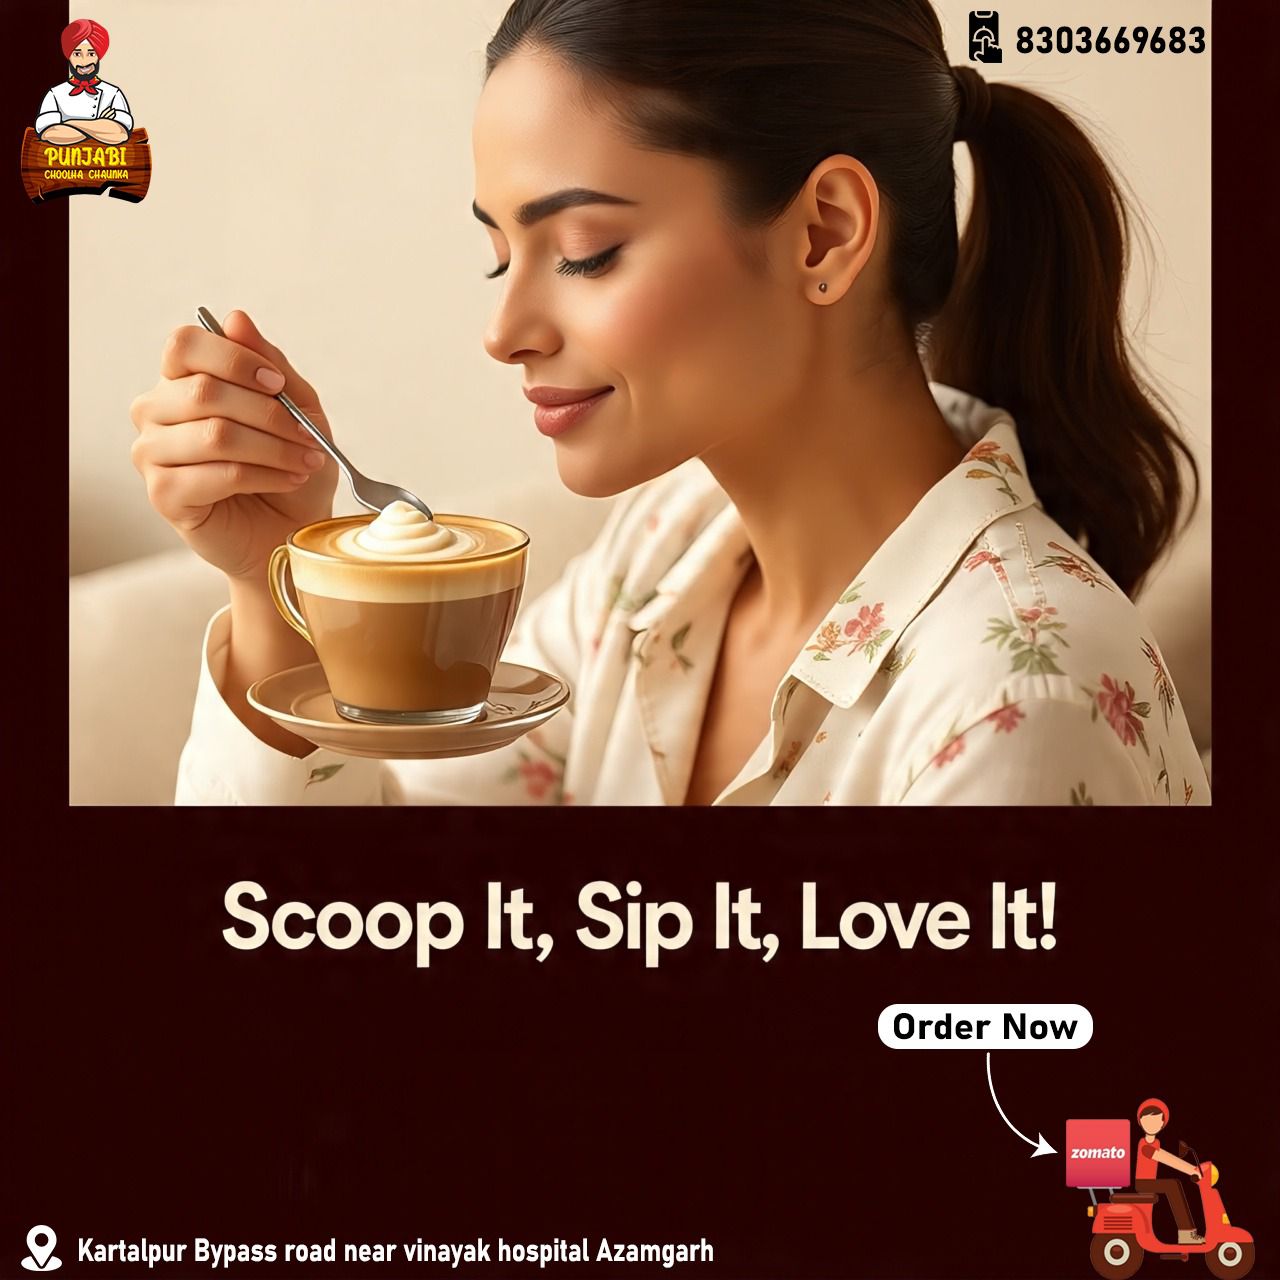 PUNJABI
CHOOLHA CHAUNKA
8303669683
Scoop It, Sip It, Love It!
Order Now
zomato
Kartalpur Bypass road near vinayak hospital Azamgarh